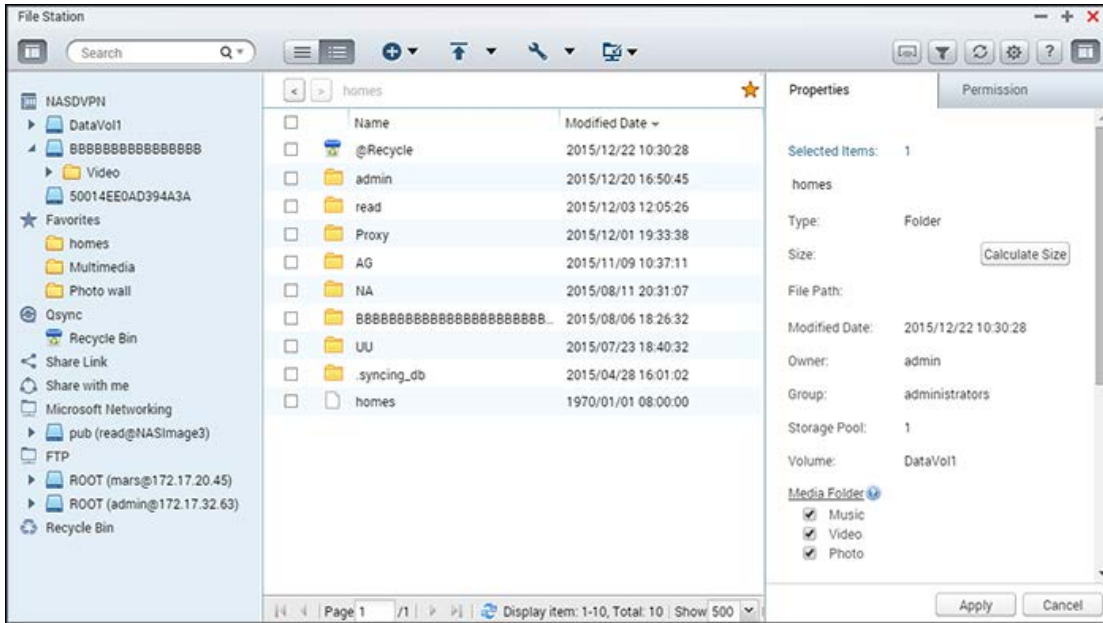 File Station
Search
NASDVPN
DataVol1
BBBBBBBBBBBBBBBB
Video
50014EE0AD394A3A
Favorites
homes
Multimedia
Photo wall
Qsync
Recycle Bin
Share Link
Share with me
Microsoft Networking
pub (read@NASImage3)
FTP
ROOT (mars@172.17.20.45)
ROOT (admin@172.17.32.63)
Recycle Bin
homes
Name Modified Date
@Recycle 2015/12/22 10:30:28
admin 2015/12/20 16:50:45
read 2015/12/03 12:05:26
Proxy 2015/12/01 19:33:38
AG 2015/11/09 10:37:11
NA 2015/08/11 20:31:07
BBBBBBBBBBBBBBBBBBBBBBB... 2015/08/06 18:26:32
UU 2015/07/23 18:40:32
.syncing_db 2015/04/28 16:01:02
homes 1970/01/01 08:00:00
Page 1 /1 Display item: 1-10, Total: 10 Show 500
Properties Permission
Selected Items: 1
homes
Type: Folder
Size: Calculate Size
File Path:
Modified Date: 2015/12/22 10:30:28
Owner: admin
Group: administrators
Storage Pool: 1
Volume: DataVol1
Media Folder
Music
Video
Photo
Apply Cancel